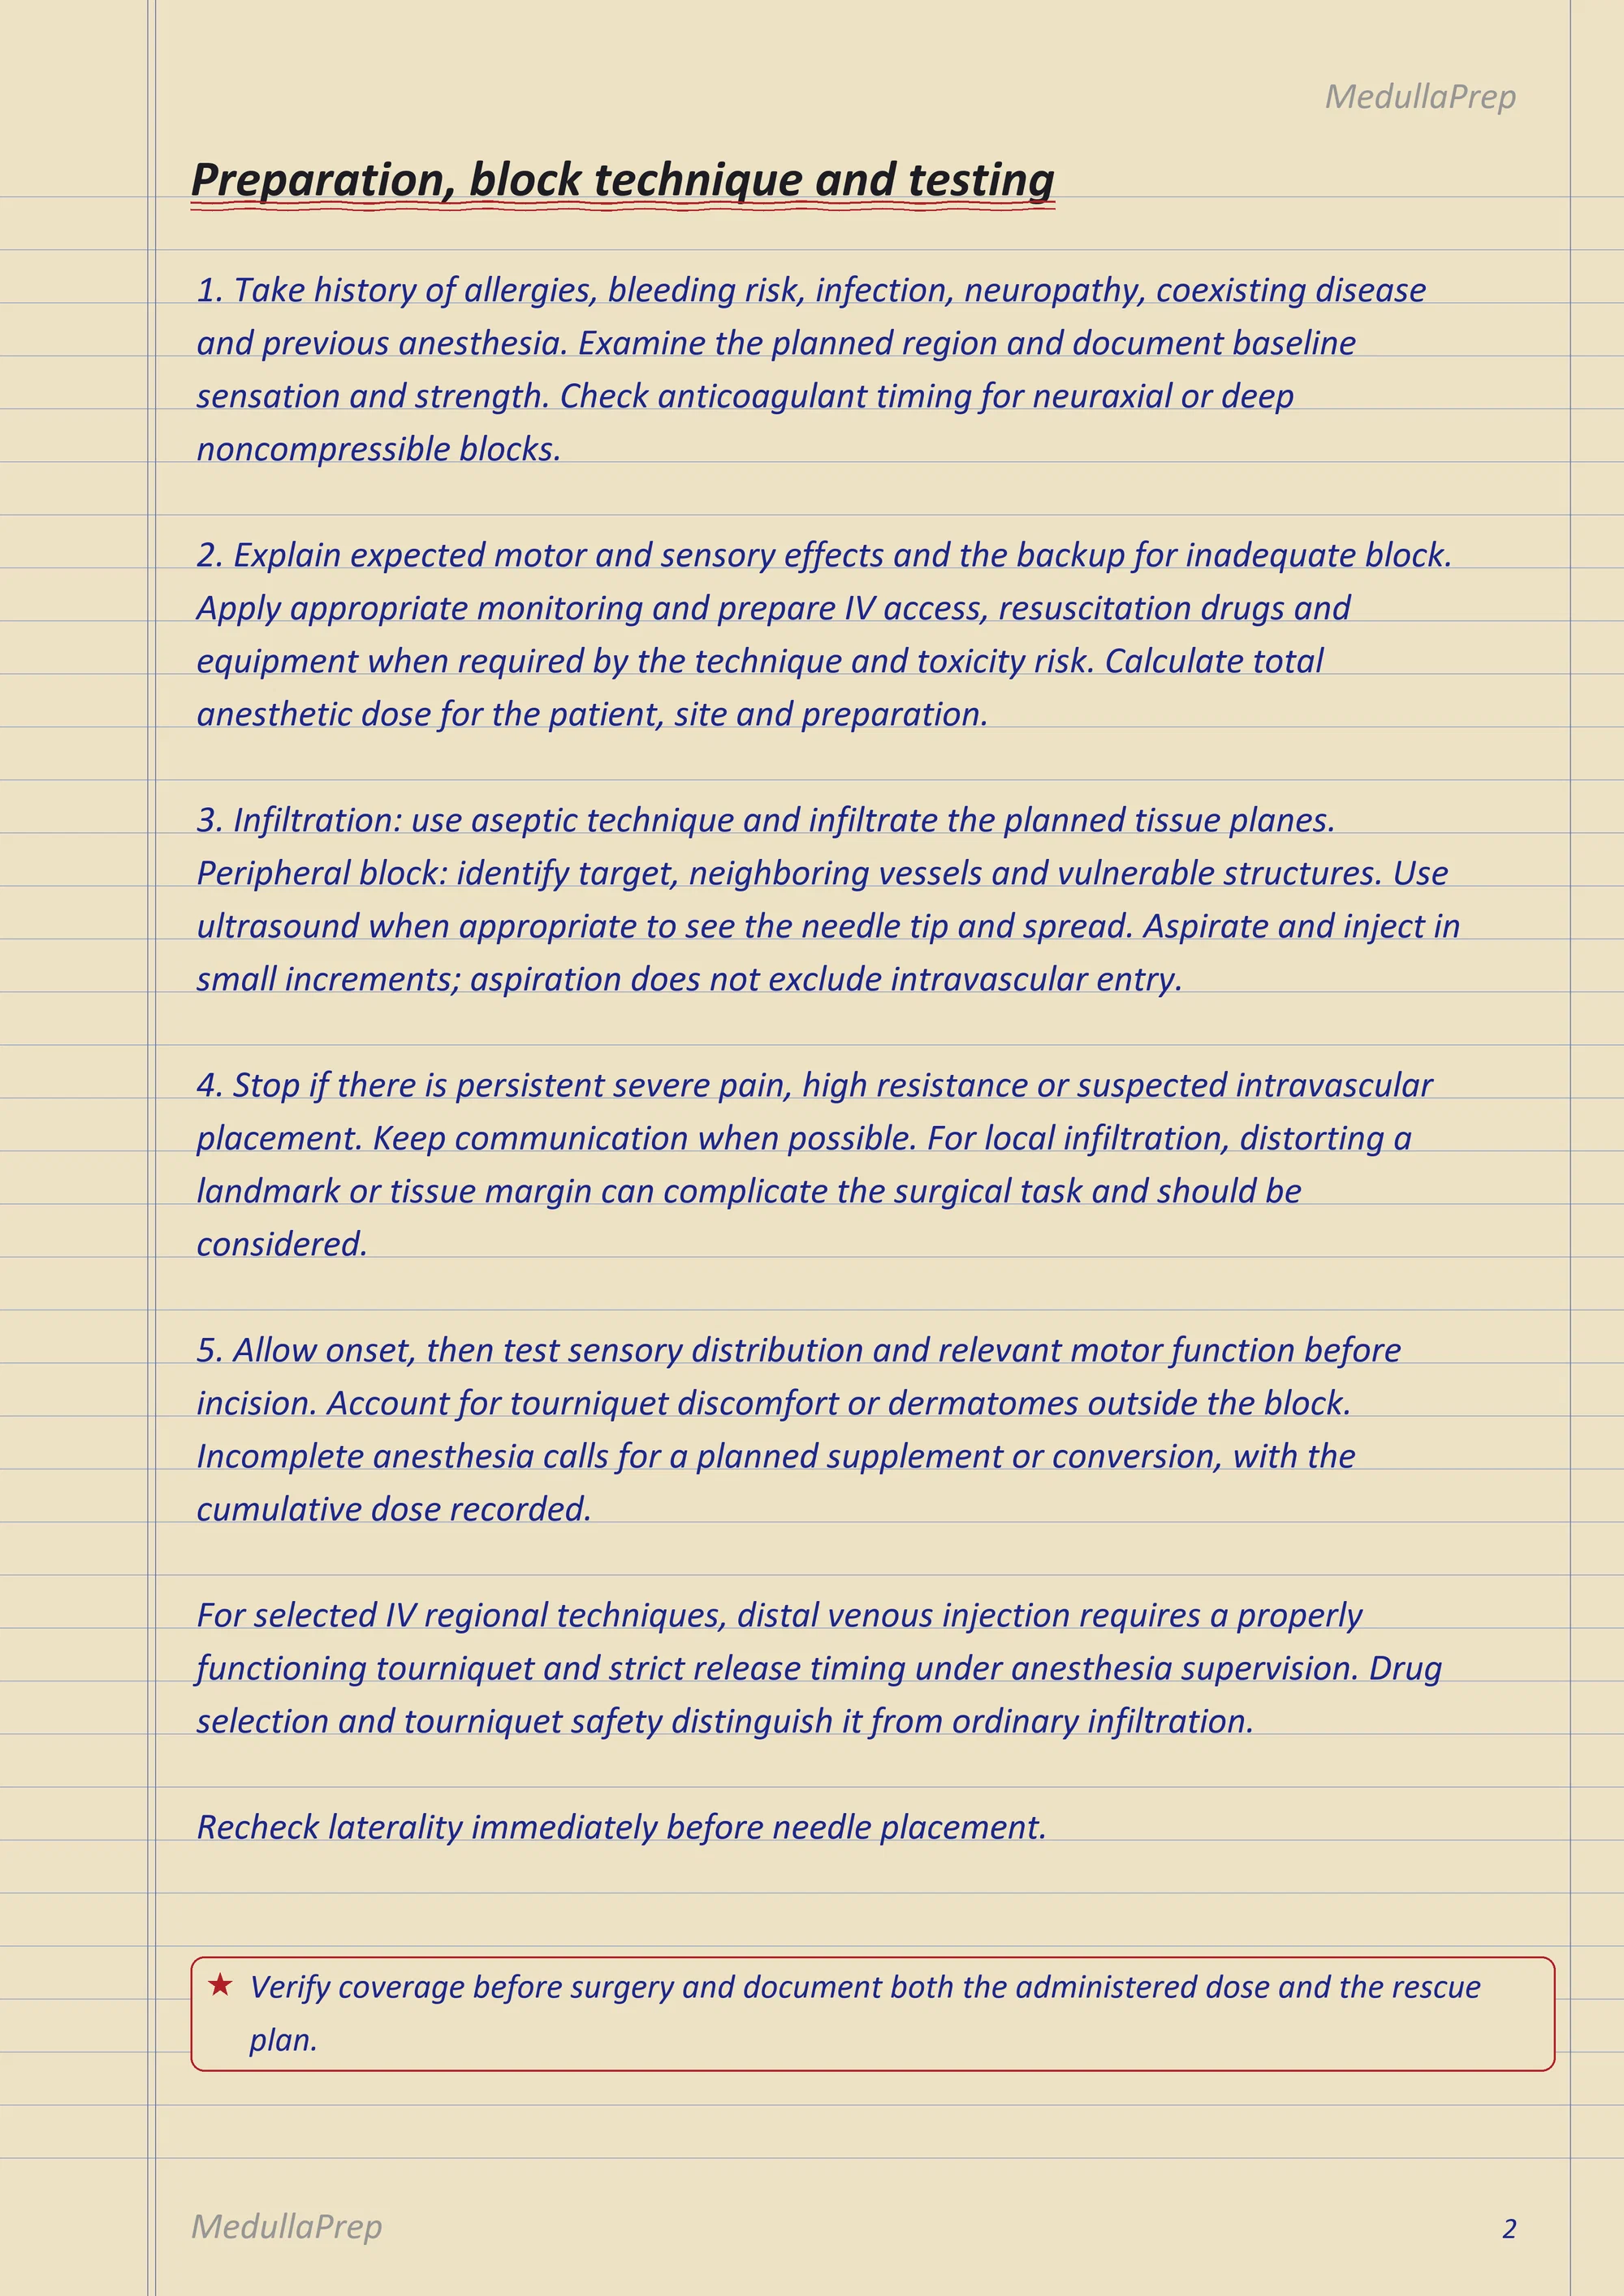 MedullaPrep
Preparation, block technique and testing
1. Take history of allergies, bleeding risk, infection, neuropathy, coexisting disease
and previous anesthesia. Examine the planned region and document baseline
sensation and strength. Check anticoagulant timing for neuraxial or deep
noncompressible blocks.
2. Explain expected motor and sensory effects and the backup for inadequate block.
Apply appropriate monitoring and prepare IV access, resuscitation drugs and
equipment when required by the technique and toxicity risk. Calculate total
anesthetic dose for the patient, site and preparation.
3. Infiltration: use aseptic technique and infiltrate the planned tissue planes.
Peripheral block: identify target, neighboring vessels and vulnerable structures. Use
ultrasound when appropriate to see the needle tip and spread. Aspirate and inject in
small increments; aspiration does not exclude intravascular entry.
4. Stop if there is persistent severe pain, high resistance or suspected intravascular
placement. Keep communication when possible. For local infiltration, distorting a
landmark or tissue margin can complicate the surgical task and should be
considered.
5. Allow onset, then test sensory distribution and relevant motor function before
incision. Account for tourniquet discomfort or dermatomes outside the block.
Incomplete anesthesia calls for a planned supplement or conversion, with the
cumulative dose recorded.
For selected IV regional techniques, distal venous injection requires a properly
functioning tourniquet and strict release timing under anesthesia supervision. Drug
selection and tourniquet safety distinguish it from ordinary infiltration.
Recheck laterality immediately before needle placement.
★ Verify coverage before surgery and document both the administered dose and the rescue
plan.
MedullaPrep
2